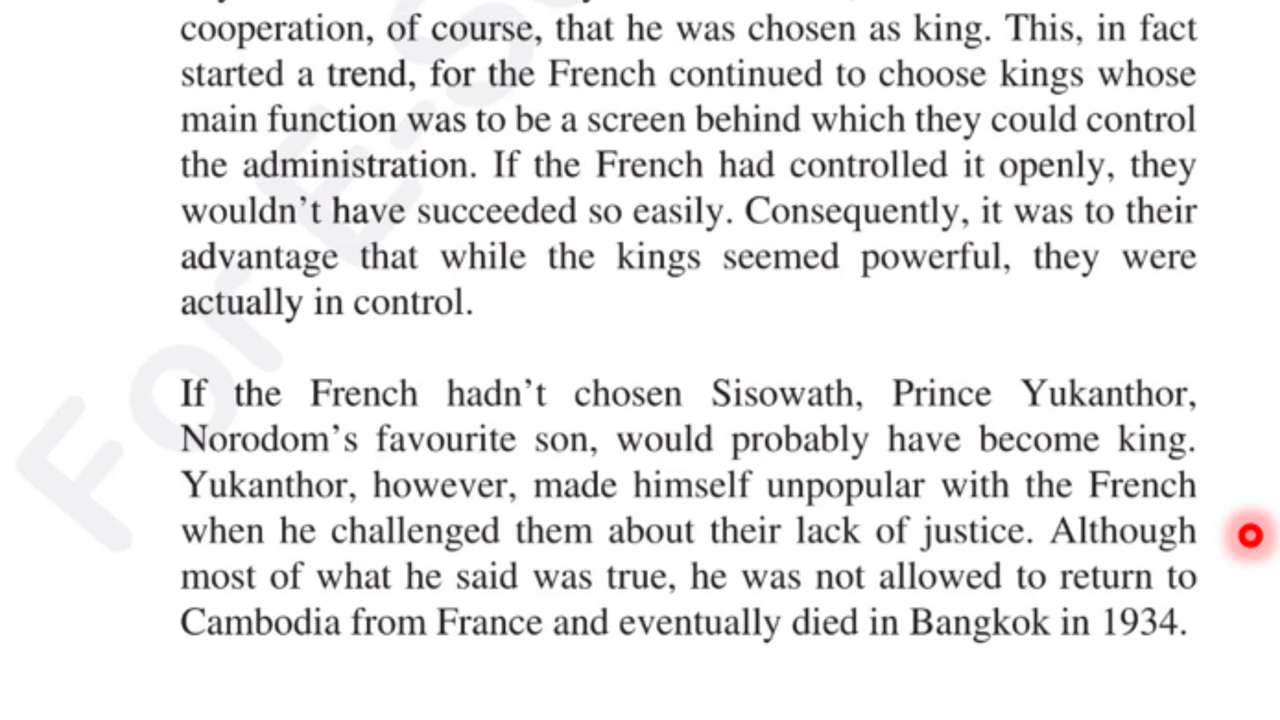 cooperation, of course, that he was chosen as king. This, in fact
started a trend, for the French continued to choose kings whose
main function was to be a screen behind which they could control
the administration. If the French had controlled it openly, they
wouldn’t have succeeded so easily. Consequently, it was to their
advantage that while the kings seemed powerful, they were
actually in control.
If the French hadn’t chosen Sisowath, Prince Yukanthor,
Norodom’s favourite son, would probably have become king.
Yukanthor, however, made himself unpopular with the French
when he challenged them about their lack of justice. Although
most of what he said was true, he was not allowed to return to
Cambodia from France and eventually died in Bangkok in 1934.
For